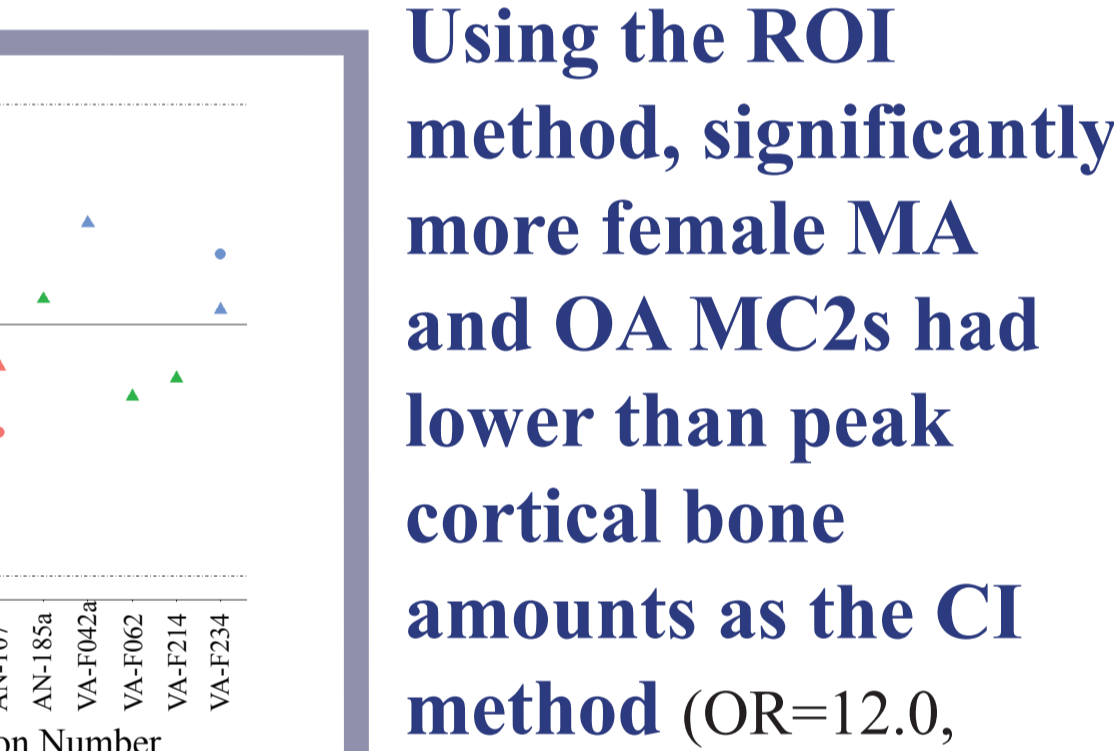 Using the ROI
method, significantly
more female MA
and OA MC2s had
lower than peak
cortical bone
amounts as the CI
method (OR=12.0,
AN-185a
VA-F042a
VA-F062
VA-F214
VA-F234
Number